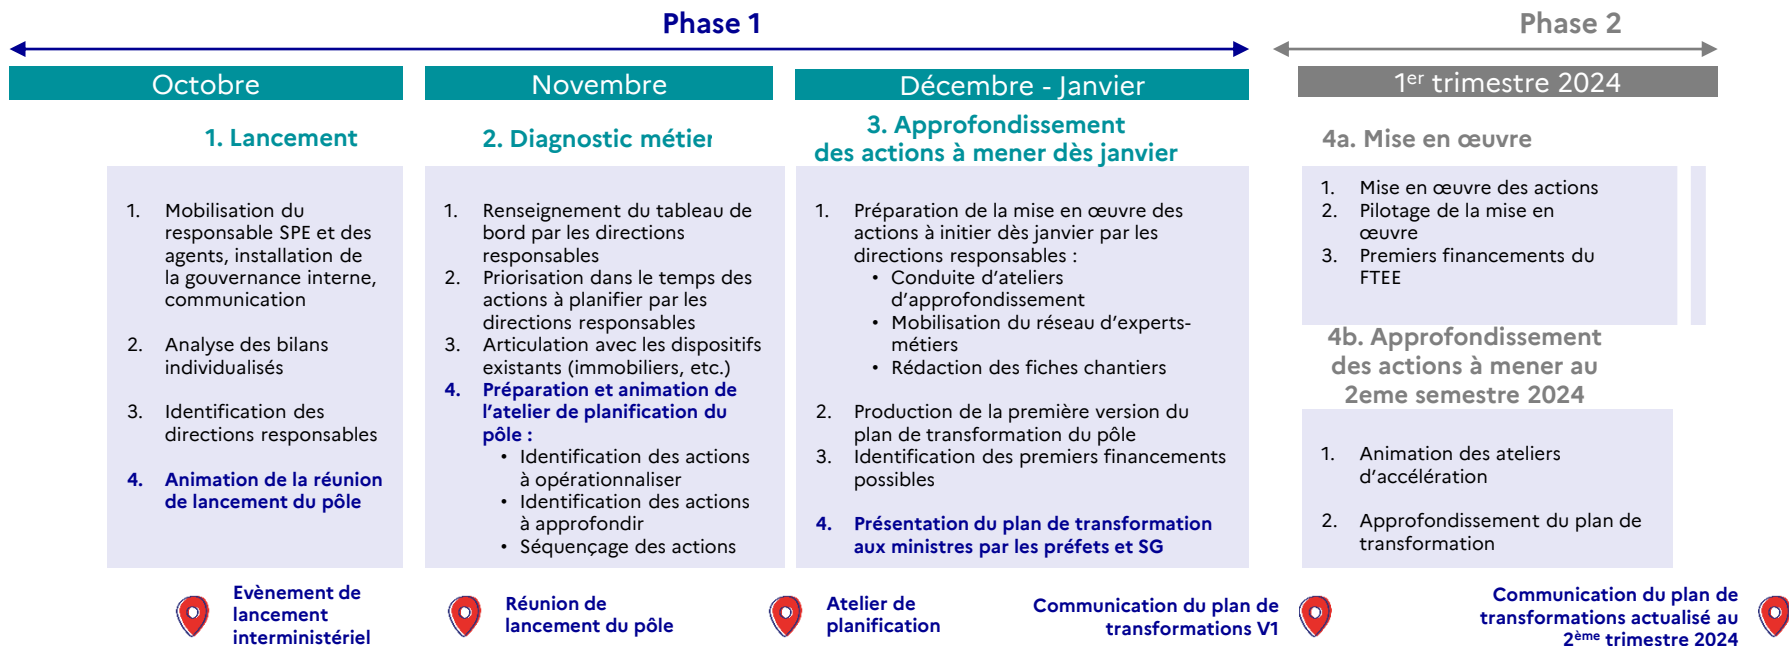 Phase 1
Phase 2
Octobre
Novembre
Décembre - Janvier
1er trimestre 2024
1. Lancement
1. Mobilisation du
responsable SPE et des
agents, installation de
la gouvernance interne,
communication
2. Analyse des bilans
individualisés
3. Identification des
directions responsables
4. Animation de la réunion
de lancement du pôle
2. Diagnostic métier
1. Renseignement du tableau de
bord par les directions
responsables
2. Priorisation dans le temps des
actions à planifier par les
directions responsables
3. Articulation avec les dispositifs
existants (immobiliers, etc.)
4. Préparation et animation de
l'atelier de planification du
pôle :
• Identification des actions
à opérationnaliser
• Identification des actions
à approfondir
• Séquençage des actions
3. Approfondissement
des actions à mener dès janvier
1. Préparation de la mise en œuvre des
actions à initier dès janvier par les
directions responsables :
• Conduite d'ateliers
d'approfondissement
• Mobilisation du réseau d'experts-
métiers
• Rédaction des fiches chantiers
2. Production de la première version du
plan de transformation du pôle
3. Identification des premiers financements
possibles
4. Présentation du plan de transformation
aux ministres par les préfets et SG
4a. Mise en œuvre
1. Mise en œuvre des actions
2. Pilotage de la mise en
œuvre
3. Premiers financements du
FTEE
4b. Approfondissement
des actions à mener au
2eme semestre 2024
1. Animation des ateliers
d'accélération
2. Approfondissement du plan de
transformation
Evènement de
lancement
interministériel
Réunion de
lancement du pôle
Atelier de
planification
Communication du plan de
transformations V1
Communication du plan de
transformations actualisé au
2ème trimestre 2024